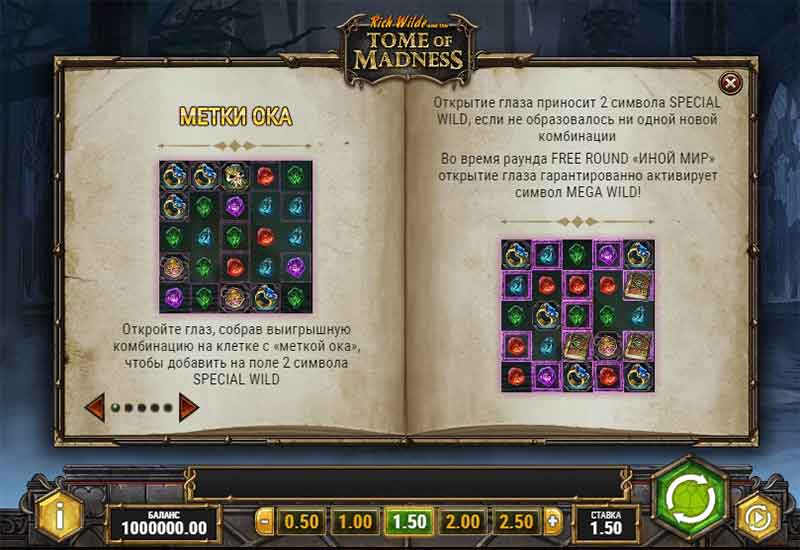 Rich Wilde AND THE
TOME OF
MADNESS
МЕТКИ ОКА
Откройте глаз, собрав выигрышную
комбинацию на клетке с «меткой ока»,
чтобы добавить на поле 2 символа
SPECIAL WILD
Открытие глаза приносит 2 символа SPECIAL
WILD, если не образовалось ни одной новой
комбинации
Во время раунда FREE ROUND «ИНОЙ МИР»
открытие глаза гарантированно активирует
символ MEGA WILD!
БАЛАНС
1000000.00
- 0.50 1.00 1.50 2.00 2.50 +
СТАВКА
1.50